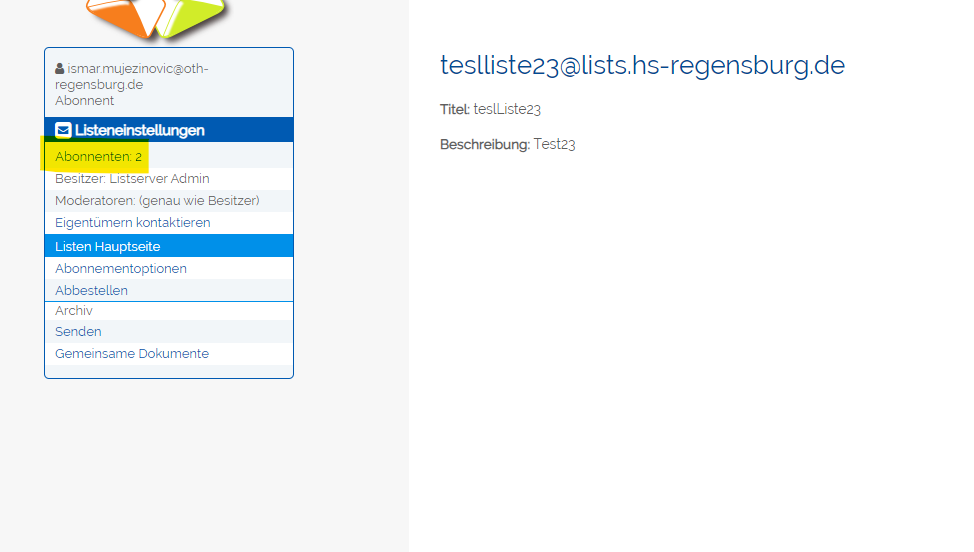 ismar.mujezinovic@oth-
regensburg.de
Abonnent
Listeneinstellungen
Abonnenten: 2
Besitzer: Listserver Admin
Moderatoren: (genau wie Besitzer)
Eigentümern kontaktieren
Listen Hauptseite
Abonnementoptionen
Abbestellen
Archiv
Senden
Gemeinsame Dokumente
teslliste23@lists.hs-regensburg.de
Titel: teslListe23
Beschreibung: Test23